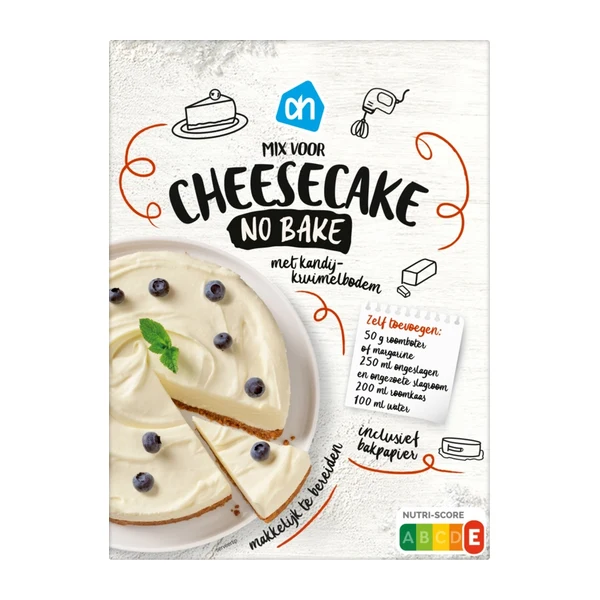 ah
MIX VOOR
CHEESECAKE
NO BAKE
met kandij-
kruimelbodem
Zelf toevoegen:
50 g roomboter
of margarine
250 ml ongeslagen
en ongezoete slagroom
200 ml roomkaas
100 ml water
inclusief
bakpapier
makkelijk te bereiden
NUTRI-SCORE
A B C D E